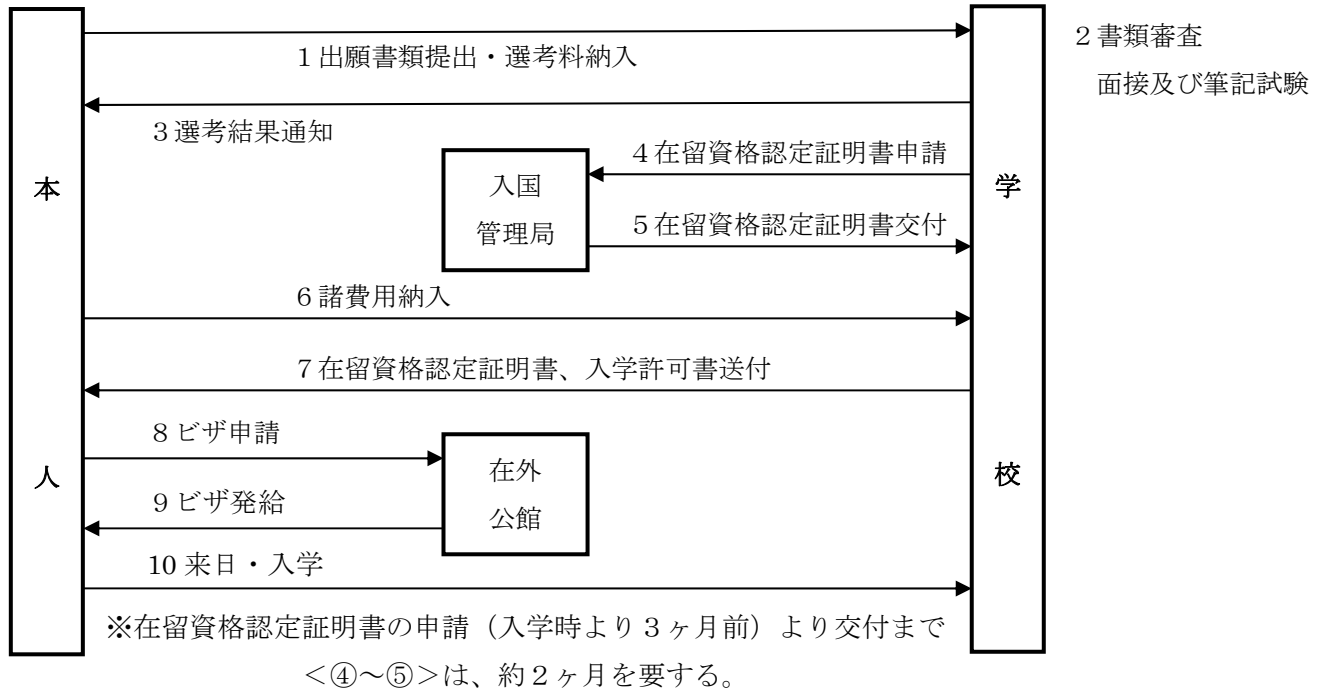 １出願書類提出・選考料納入
２書類審査
面接及び筆記試験
３選考結果通知
４在留資格認定証明書申請
本
入国
管理局
学
５在留資格認定証明書交付
６諸費用納入
７在留資格認定証明書、入学許可書送付
８ビザ申請
人
在外
公館
校
９ビザ発給
10 来日・入学
※在留資格認定証明書の申請（入学時より３ヶ月前）より交付まで
＜④～⑤＞は、約２ヶ月を要する。